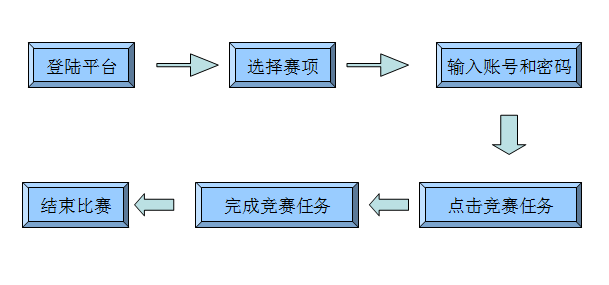 登陆平台
选择赛项
输入账号和密码
点击竞赛任务
完成竞赛任务
结束比赛